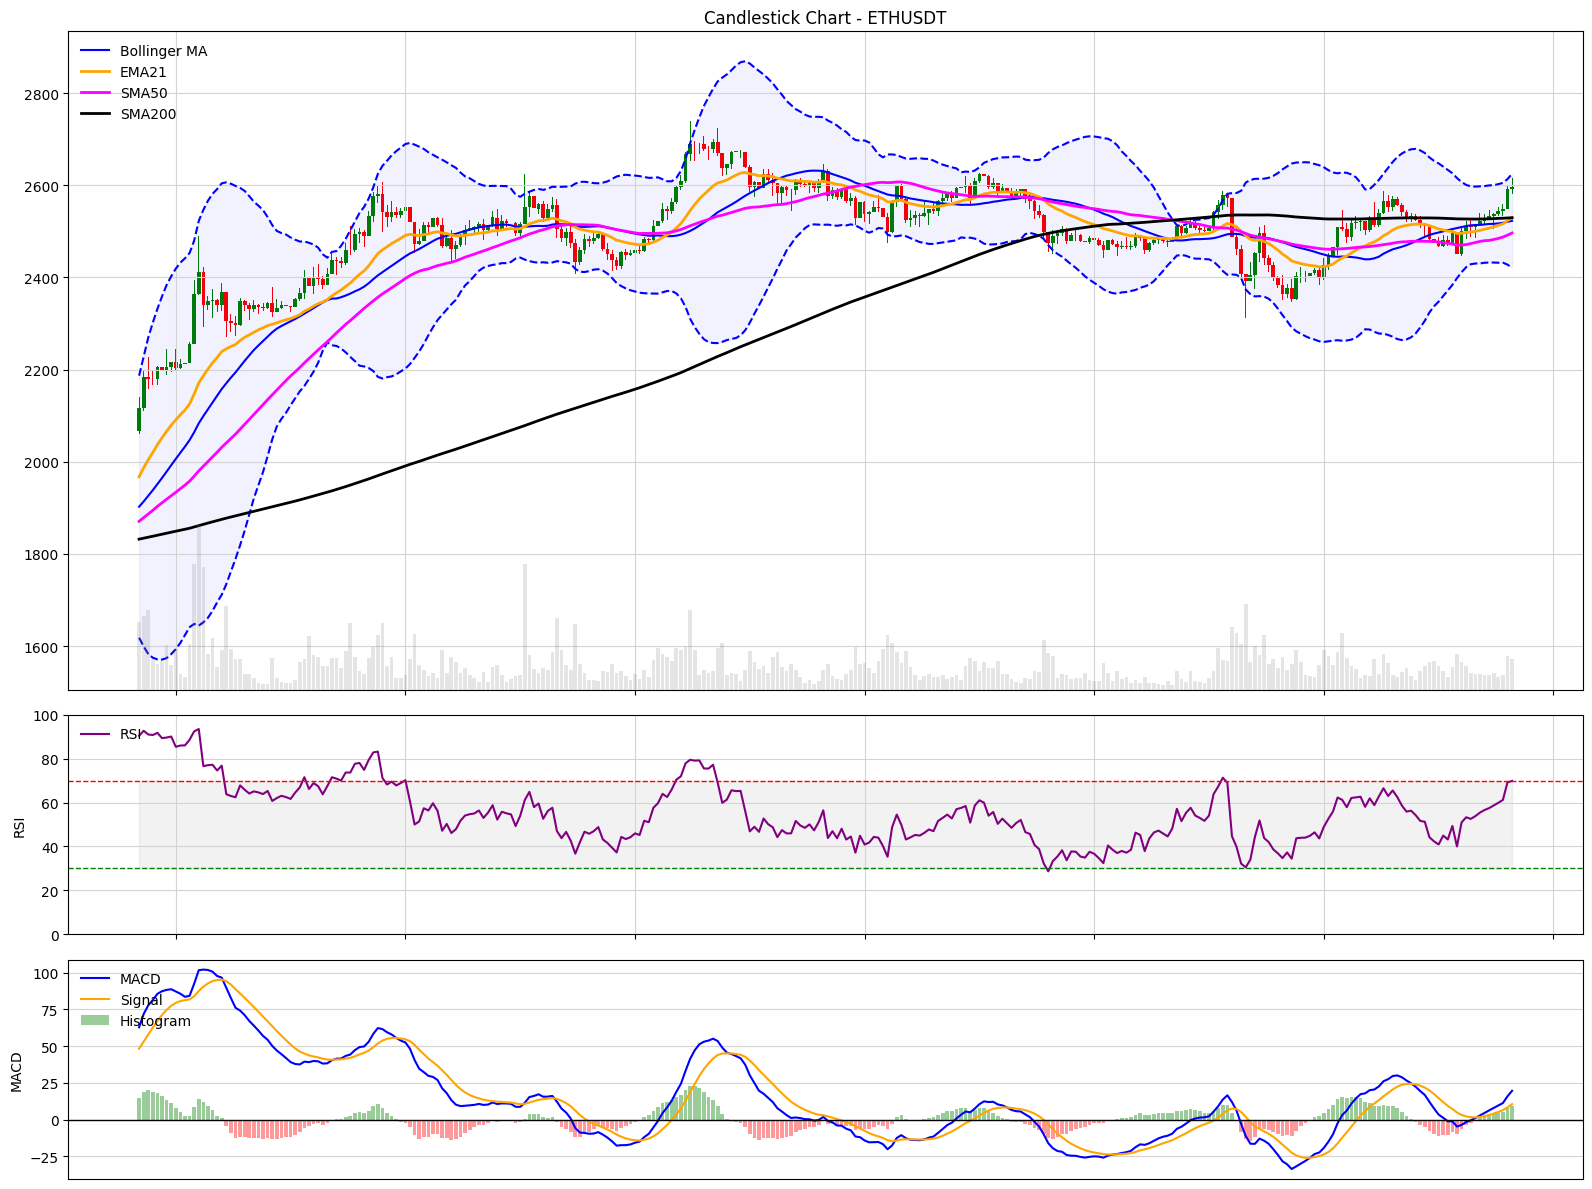 Candlestick Chart - ETHUSDT
Bollinger MA
EMA21
SMA50
SMA200
2800
2600
2400
2200
2000
1800
1600
RSI
100
80
60
40
20
0
RSI
MACD
Signal
Histogram
100
75
50
25
0
−25
MACD